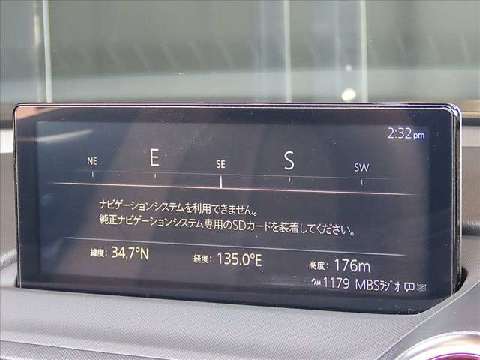 2:32pm
NE E SE S SW
ナビゲーションシステムを利用できません。
純正ナビゲーションシステム専用のSDカードを装着してください。
緯度: 34.7°N 経度: 135.0°E 高度: 176m
1179 MBSラジオ